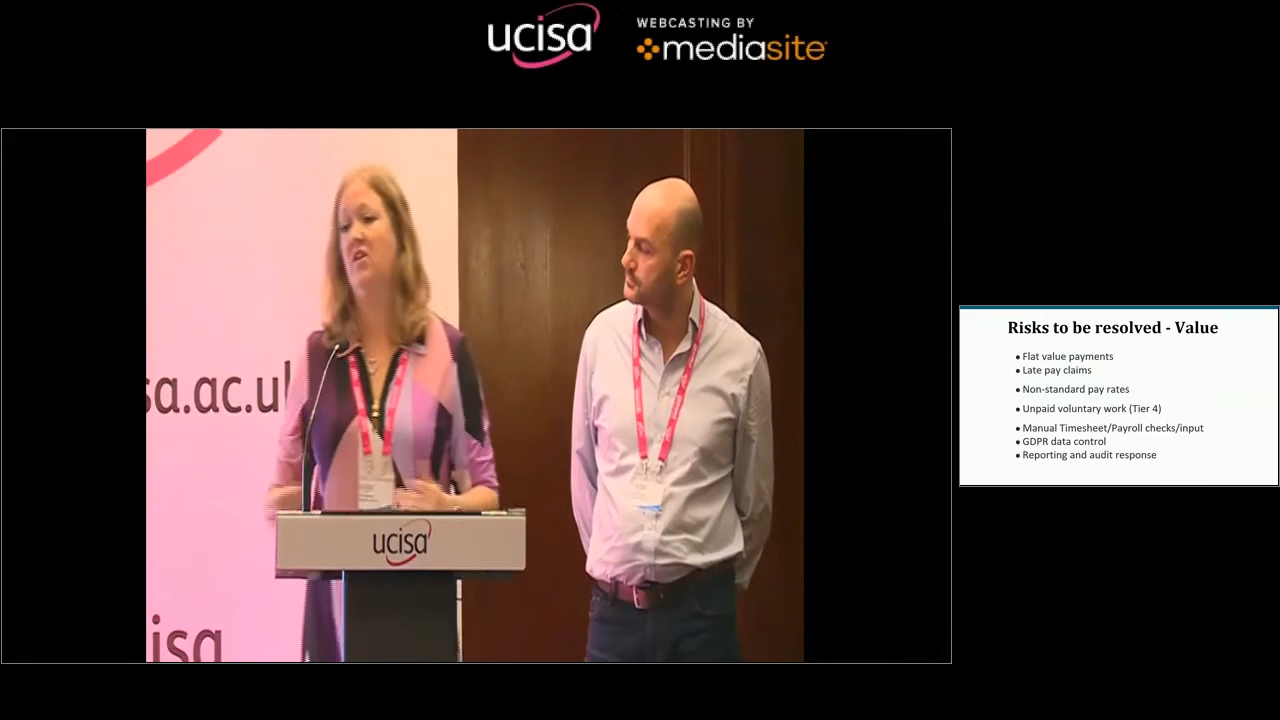 ucisa
WEBCASTING BY
mediasite
sa.ac.u
ucisa
isa
Risks to be resolved - Value
• Flat value payments
• Late pay claims
• Non-standard pay rates
• Unpaid voluntary work (Tier 4)
• Manual Timesheet/Payroll checks/input
• GDPR data control
• Reporting and audit response